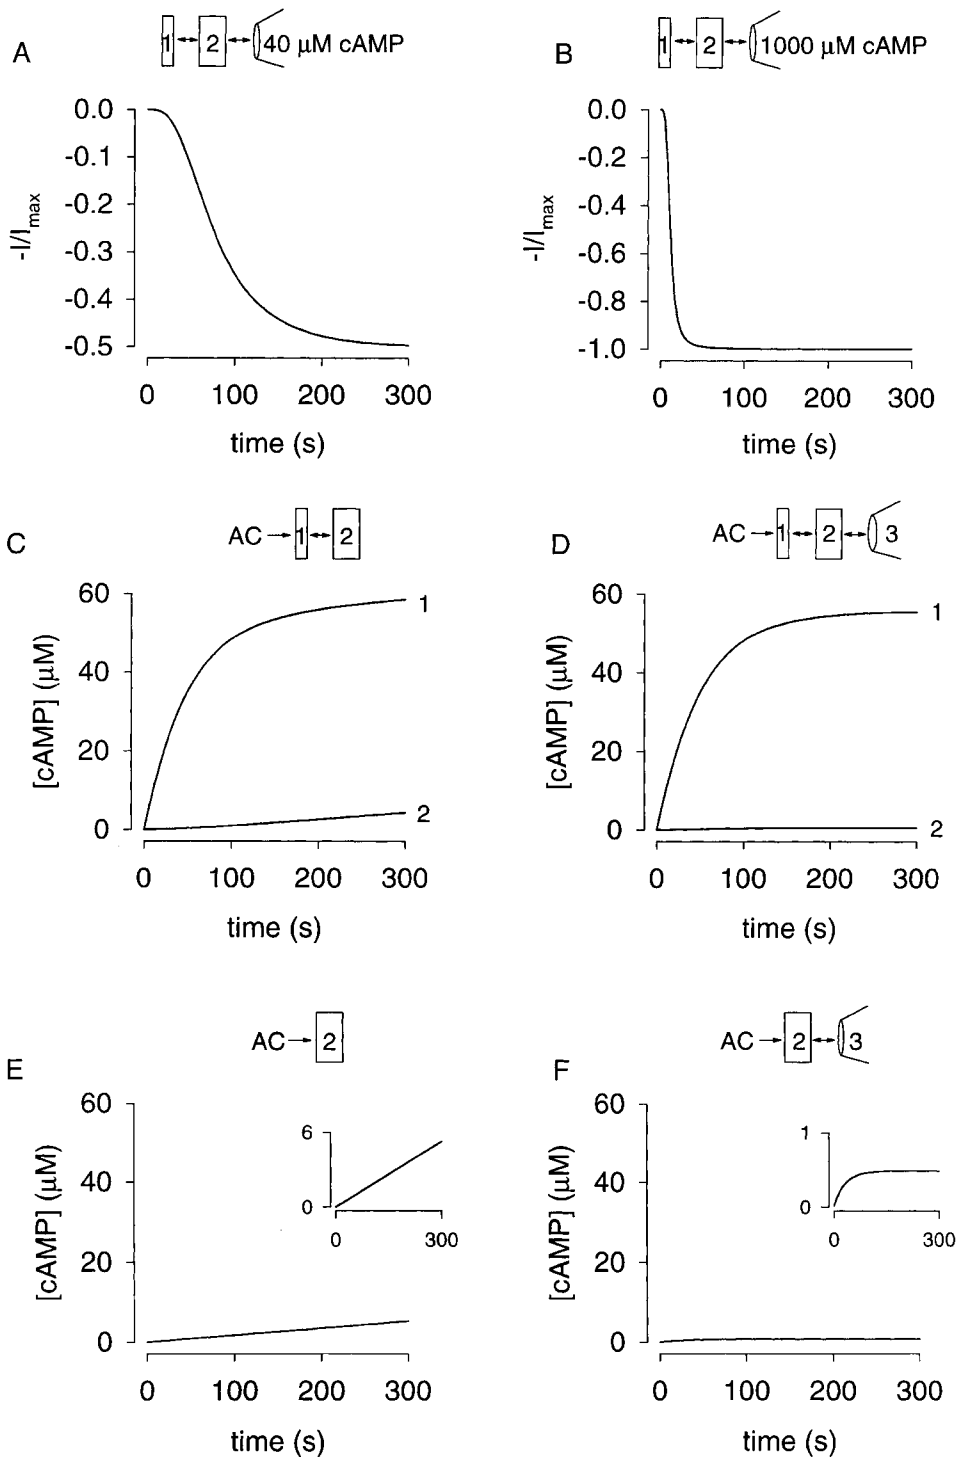 A
1 2 40 μM cAMP
0.0
-0.1
-0.2
-0.3
-0.4
-0.5
-I/Imax
0 100 200 300
time (s)
B
1 2 1000 μM cAMP
0.0
-0.2
-0.4
-0.6
-0.8
-1.0
-I/Imax
0 100 200 300
time (s)
C
AC 1 2
60
40
20
0
[cAMP] (μM)
1
2
0 100 200 300
time (s)
D
AC 1 2 3
60
40
20
0
[cAMP] (μM)
1
2
0 100 200 300
time (s)
E
AC 2
60
40
20
0
[cAMP] (μM)
6
0
0 300
0 100 200 300
time (s)
F
AC 2 3
60
40
20
0
[cAMP] (μM)
1
0
0 300
0 100 200 300
time (s)